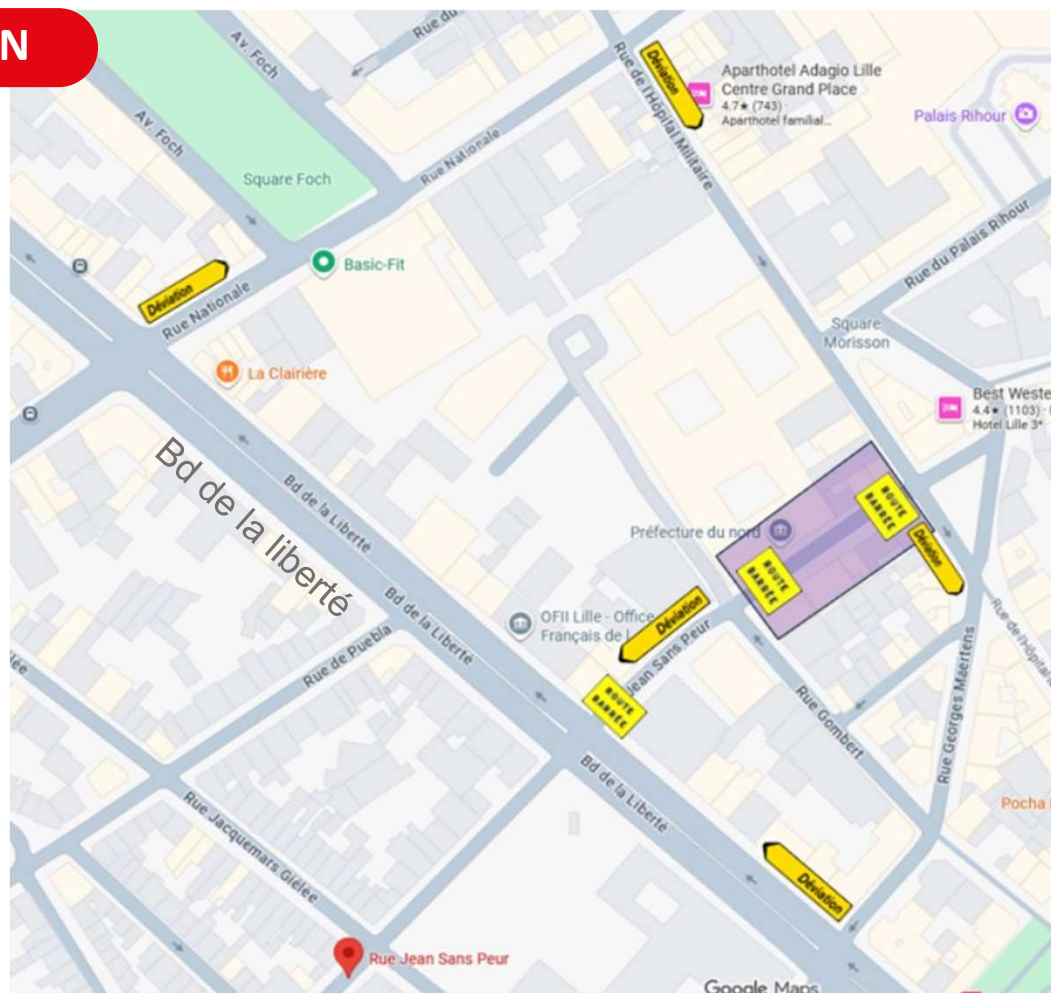 N
Rue du
Av. Foch
Av. Foch
Square Foch
Rue Nationale
Déviation
Rue de l'Hôpital Militaire
Aparthotel Adagio Lille
Centre Grand Place
4.7★ (743) ·
Aparthotel familial...
Palais Rihour
Rue du Palais Rihour
Déviation
Rue Nationale
Basic-Fit
La Clairière
Square
Morisson
Best Weste
4.4★ (1103) ·
Hotel Lille 3*
Bd de la liberté
Bd de la Liberté
Bd de la Liberté
Bd de la Liberté
Rue de Puebla
Préfecture du nord
ROUTE
BARRÉE
ROUTE
BARRÉE
Déviation
OFII Lille - Office
Français de l
Déviation
Jean Sans Peur
ROUTE
BARRÉE
Rue Gombert
Rue Georges Maertens
Rue de l'Hôpital
Pocha
lée
Rue Jacquemars Giélée
Déviation
Rue Jean Sans Peur
Google Maps